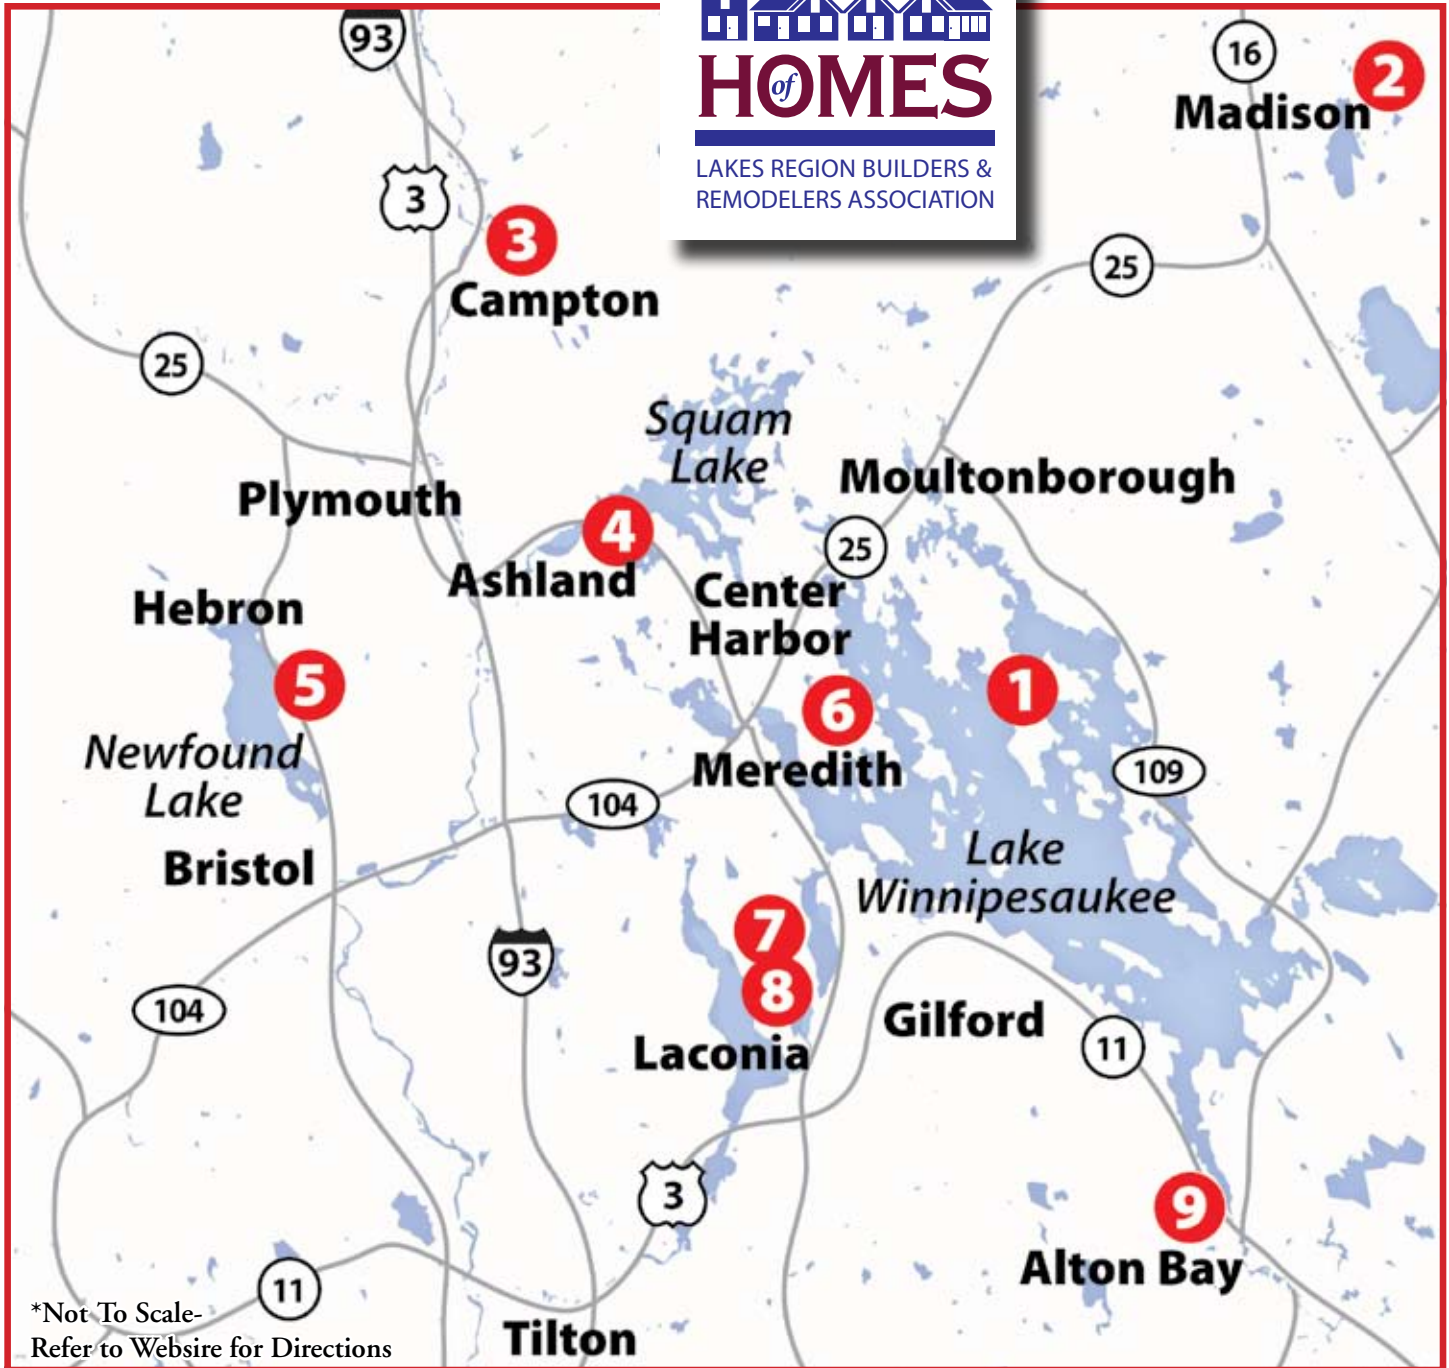 HOMES
of
LAKES REGION BUILDERS &
REMODELERS ASSOCIATION
93
16
2
Madison
3
3
Campton
25
25
Squam
Lake
Moultonborough
Plymouth
4
25
Ashland
Center
Harbor
Hebron
5
1
6
Newfound
Lake
Meredith
109
104
Lake
Winnipesaukee
Bristol
7
93
8
104
Gilford
11
Laconia
3
9
Alton Bay
11
*Not To Scale-
Refer to Websire for Directions
Tilton